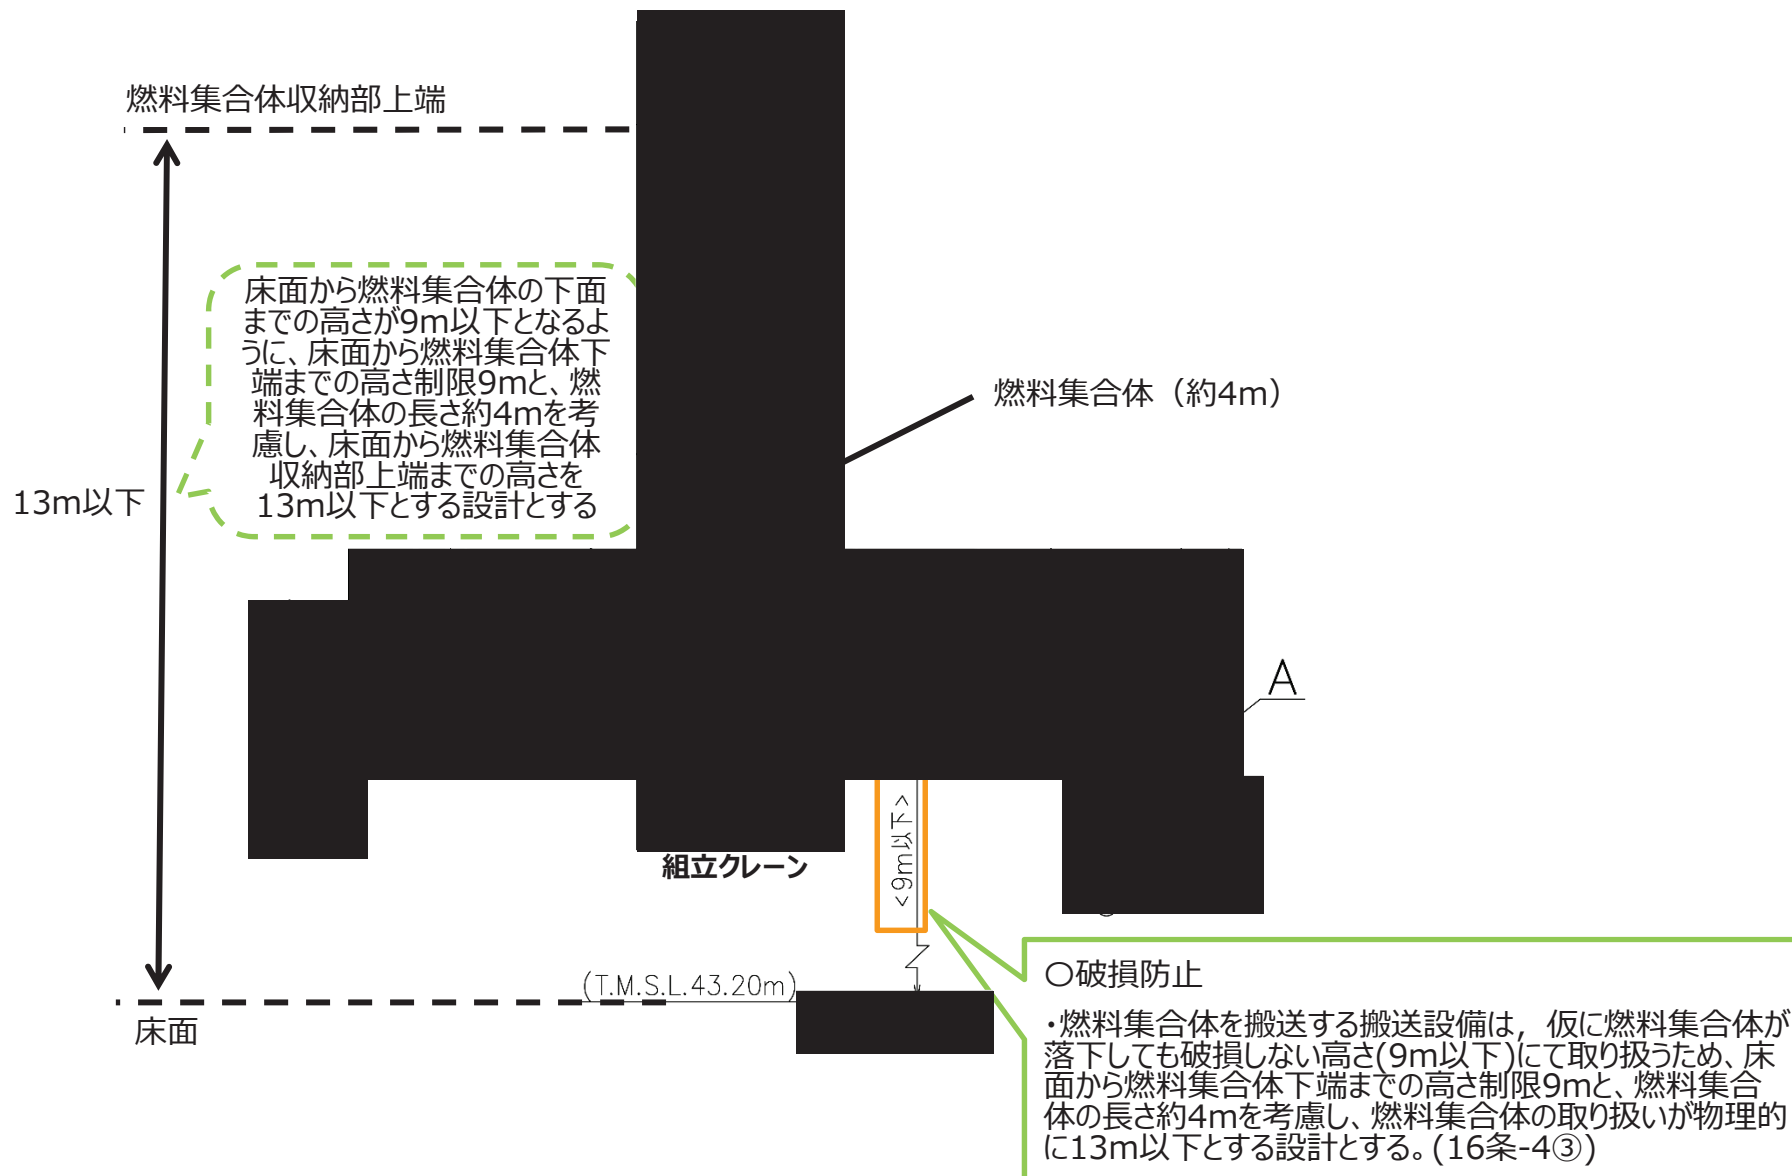 燃料集合体収納部上端
床面から燃料集合体の下面
までの高さが9m以下となるよ
うに、床面から燃料集合体下
端までの高さ制限9mと、燃
料集合体の長さ約4mを考
慮し、床面から燃料集合体
収納部上端までの高さを
13m以下とする設計とする
燃料集合体（約4m）
13m以下
A
<9m以下>
組立クレーン
(T.M.S.L.43.20m)
床面
○破損防止
・燃料集合体を搬送する搬送設備は，仮に燃料集合体が
落下しても破損しない高さ(9m以下)にて取り扱うため、床
面から燃料集合体下端までの高さ制限9mと、燃料集合
体の長さ約4mを考慮し、燃料集合体の取り扱いが物理的
に13m以下とする設計とする。(16条-4③)